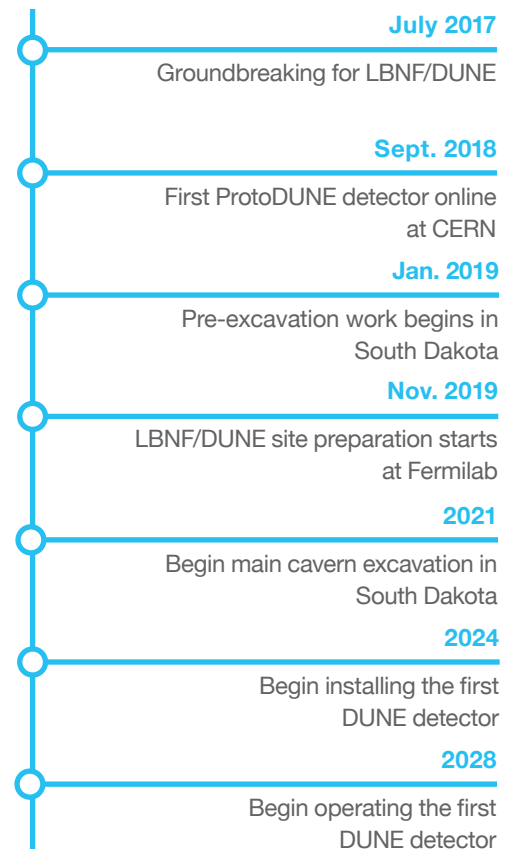 July 2017
Groundbreaking for LBNF/DUNE
Sept. 2018
First ProtoDUNE detector online
at CERN
Jan. 2019
Pre-excavation work begins in
South Dakota
Nov. 2019
LBNF/DUNE site preparation starts
at Fermilab
2021
Begin main cavern excavation in
South Dakota
2024
Begin installing the first
DUNE detector
2028
Begin operating the first
DUNE detector